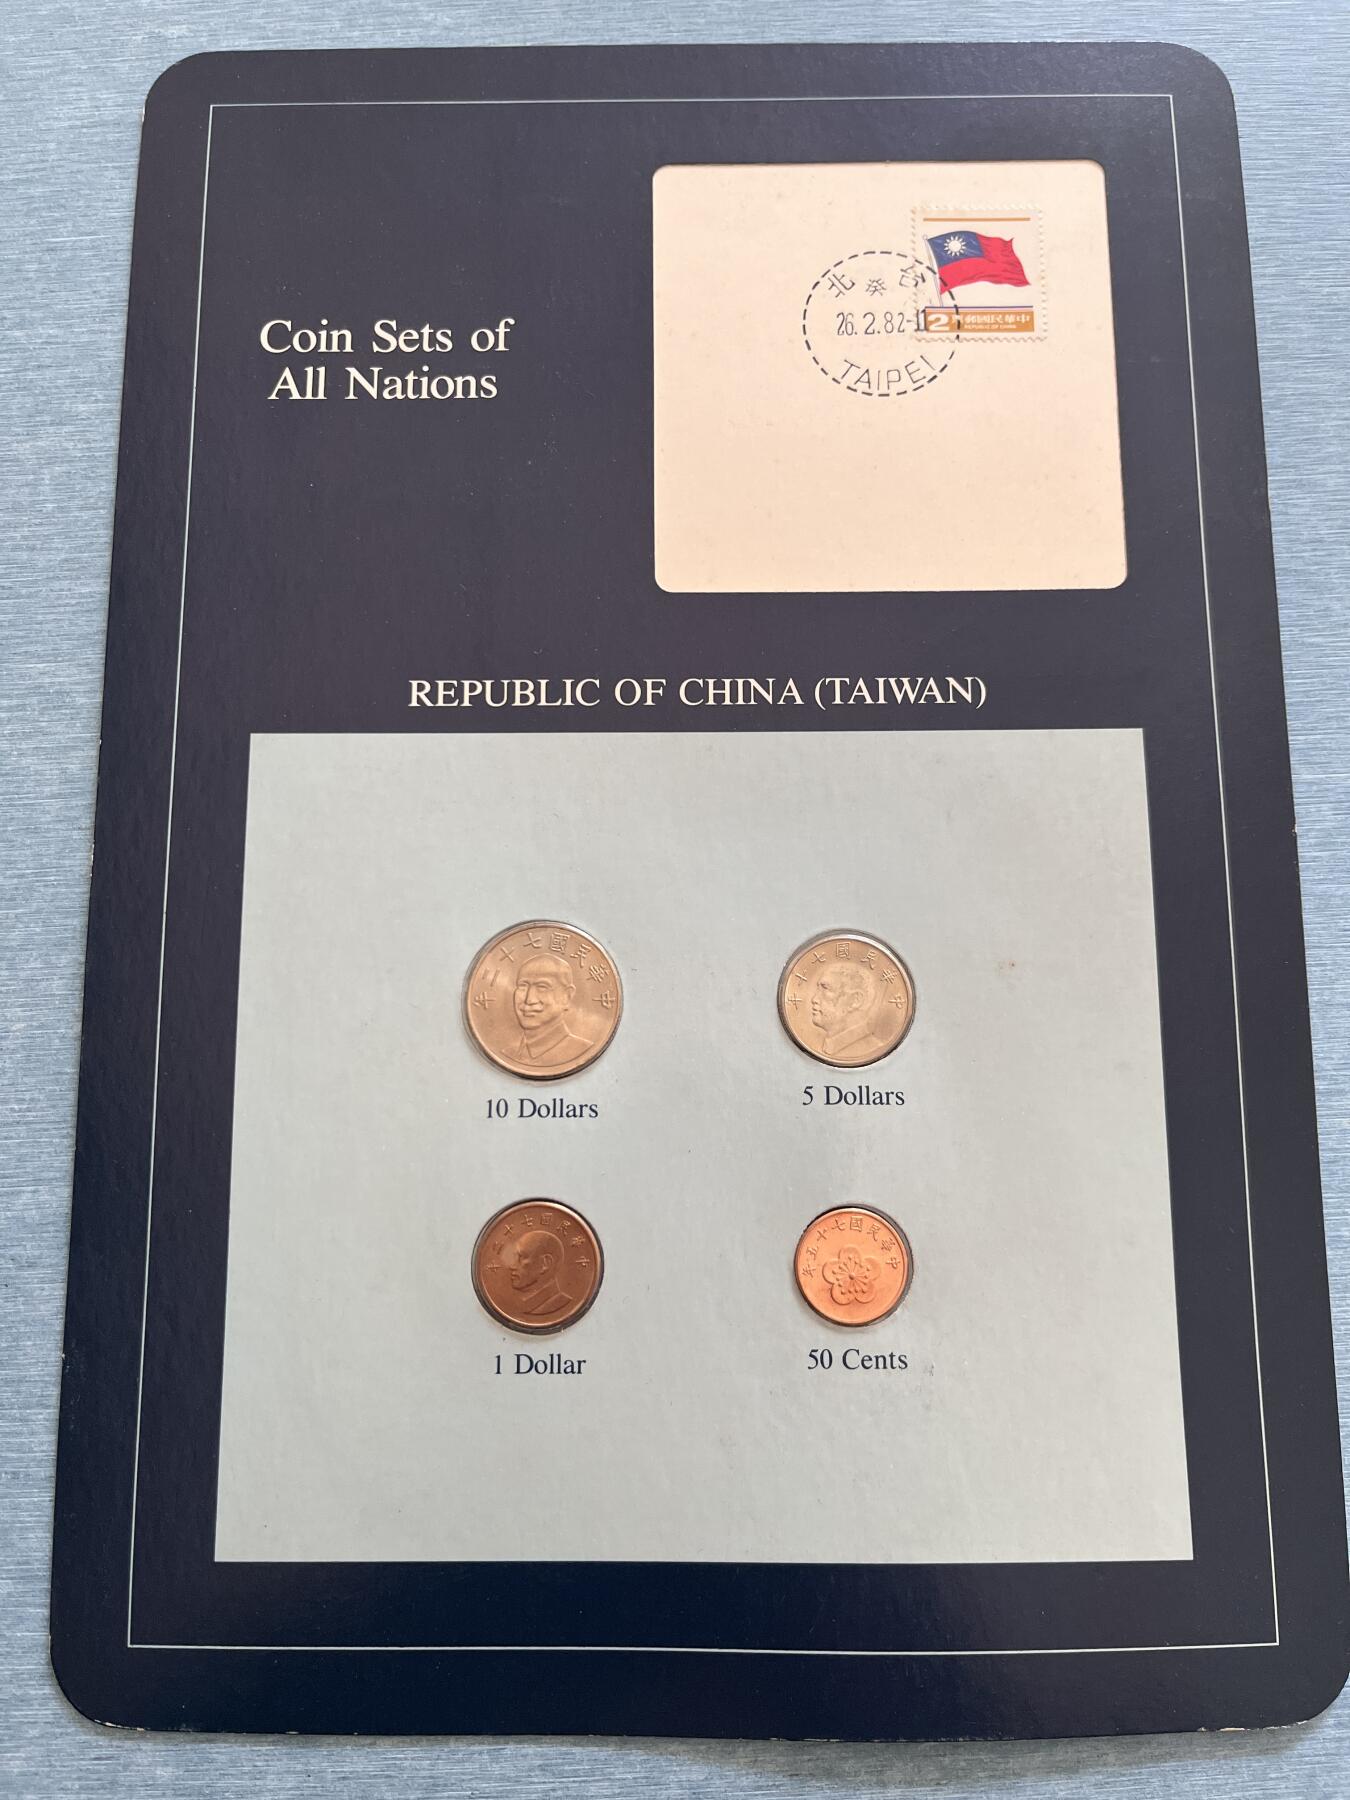 Coin Sets of
All Nations
北 癸 台
26.2.82-11
TAIPEI
2 票郵國民華中
REPUBLIC OF CHINA
REPUBLIC OF CHINA (TAIWAN)
年二十七國民華中
10 Dollars
年十七國民華中
5 Dollars
年二十七國民華中
1 Dollar
年五十七國民華中
50 Cents